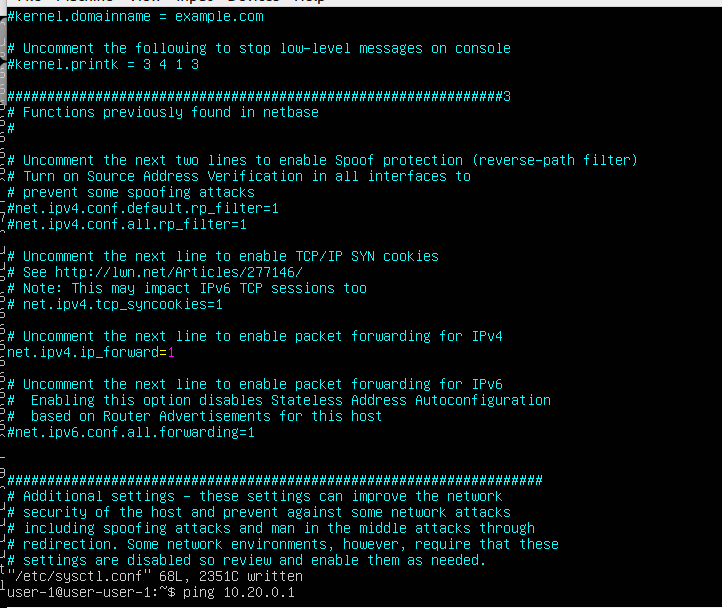 File Machine View Input Devices Help
#kernel.domainname = example.com
# Uncomment the following to stop low-level messages on console
#kernel.printk = 3 4 1 3
##############################################################3
# Functions previously found in netbase
#
# Uncomment the next two lines to enable Spoof protection (reverse-path filter)
# Turn on Source Address Verification in all interfaces to
# prevent some spoofing attacks
#net.ipv4.conf.default.rp_filter=1
#net.ipv4.conf.all.rp_filter=1
# Uncomment the next line to enable TCP/IP SYN cookies
# See http://lwn.net/Articles/277146/
# Note: This may impact IPv6 TCP sessions too
# net.ipv4.tcp_syncookies=1
# Uncomment the next line to enable packet forwarding for IPv4
net.ipv4.ip_forward=1
# Uncomment the next line to enable packet forwarding for IPv6
#  Enabling this option disables Stateless Address Autoconfiguration
#  based on Router Advertisements for this host
#net.ipv6.conf.all.forwarding=1
###################################################################
# Additional settings - these settings can improve the network
# security of the host and prevent against some network attacks
# including spoofing attacks and man in the middle attacks through
# redirection. Some network environments, however, require that these
# settings are disabled so review and enable them as needed.
"/etc/sysctl.conf" 68L, 2351C written
user-1@user-user-1:~$ ping 10.20.0.1